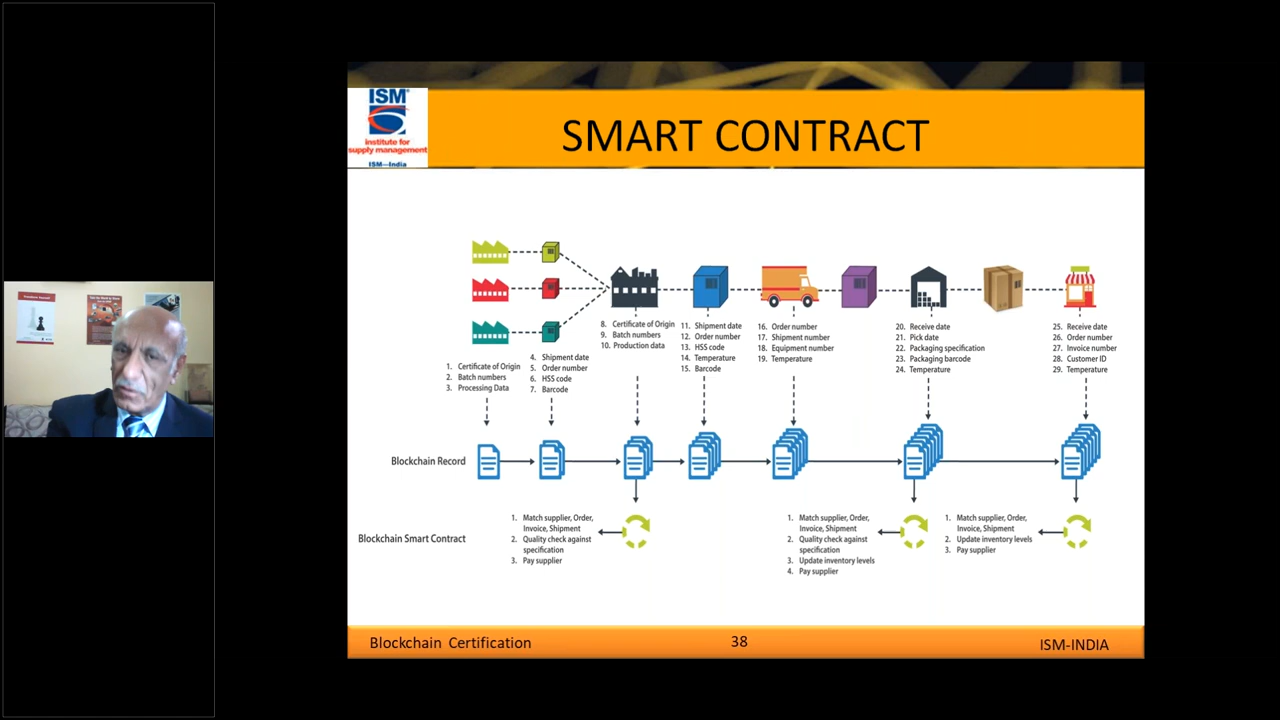 ISM®
institute for
supply management
ISM—India
SMART CONTRACT
1. Certificate of Origin
2. Batch numbers
3. Processing Data
4. Shipment date
5. Order number
6. HSS code
7. Barcode
8. Certificate of Origin
9. Batch numbers
10. Production data
11. Shipment date
12. Order number
13. HSS code
14. Temperature
15. Barcode
16. Order number
17. Shipment number
18. Equipment number
19. Temperature
20. Receive date
21. Pick date
22. Packaging specification
23. Packaging barcode
24. Temperature
25. Receive date
26. Order number
27. Invoice number
28. Customer ID
29. Temperature
Blockchain Record
Blockchain Smart Contract
1. Match supplier, Order,
Invoice, Shipment
2. Quality check against
specification
3. Pay supplier
1. Match supplier, Order,
Invoice, Shipment
2. Quality check against
specification
3. Update inventory levels
4. Pay supplier
1. Match supplier, Order,
Invoice, Shipment
2. Update inventory levels
3. Pay supplier
Blockchain Certification
38
ISM-INDIA